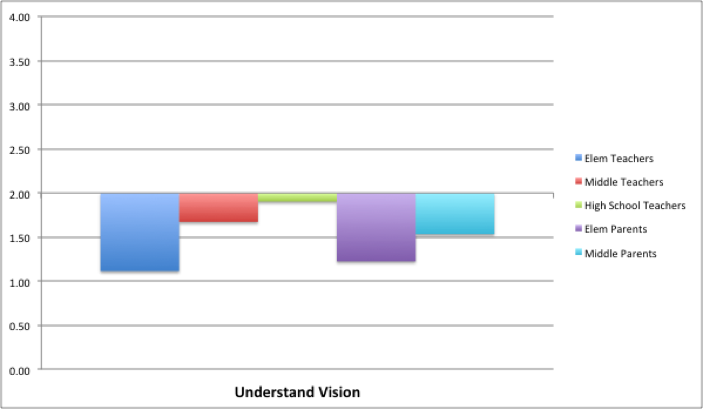 4.00
3.50
3.00
2.50
2.00
1.50
1.00
0.50
0.00
Understand Vision
Elem Teachers
Middle Teachers
High School Teachers
Elem Parents
Middle Parents